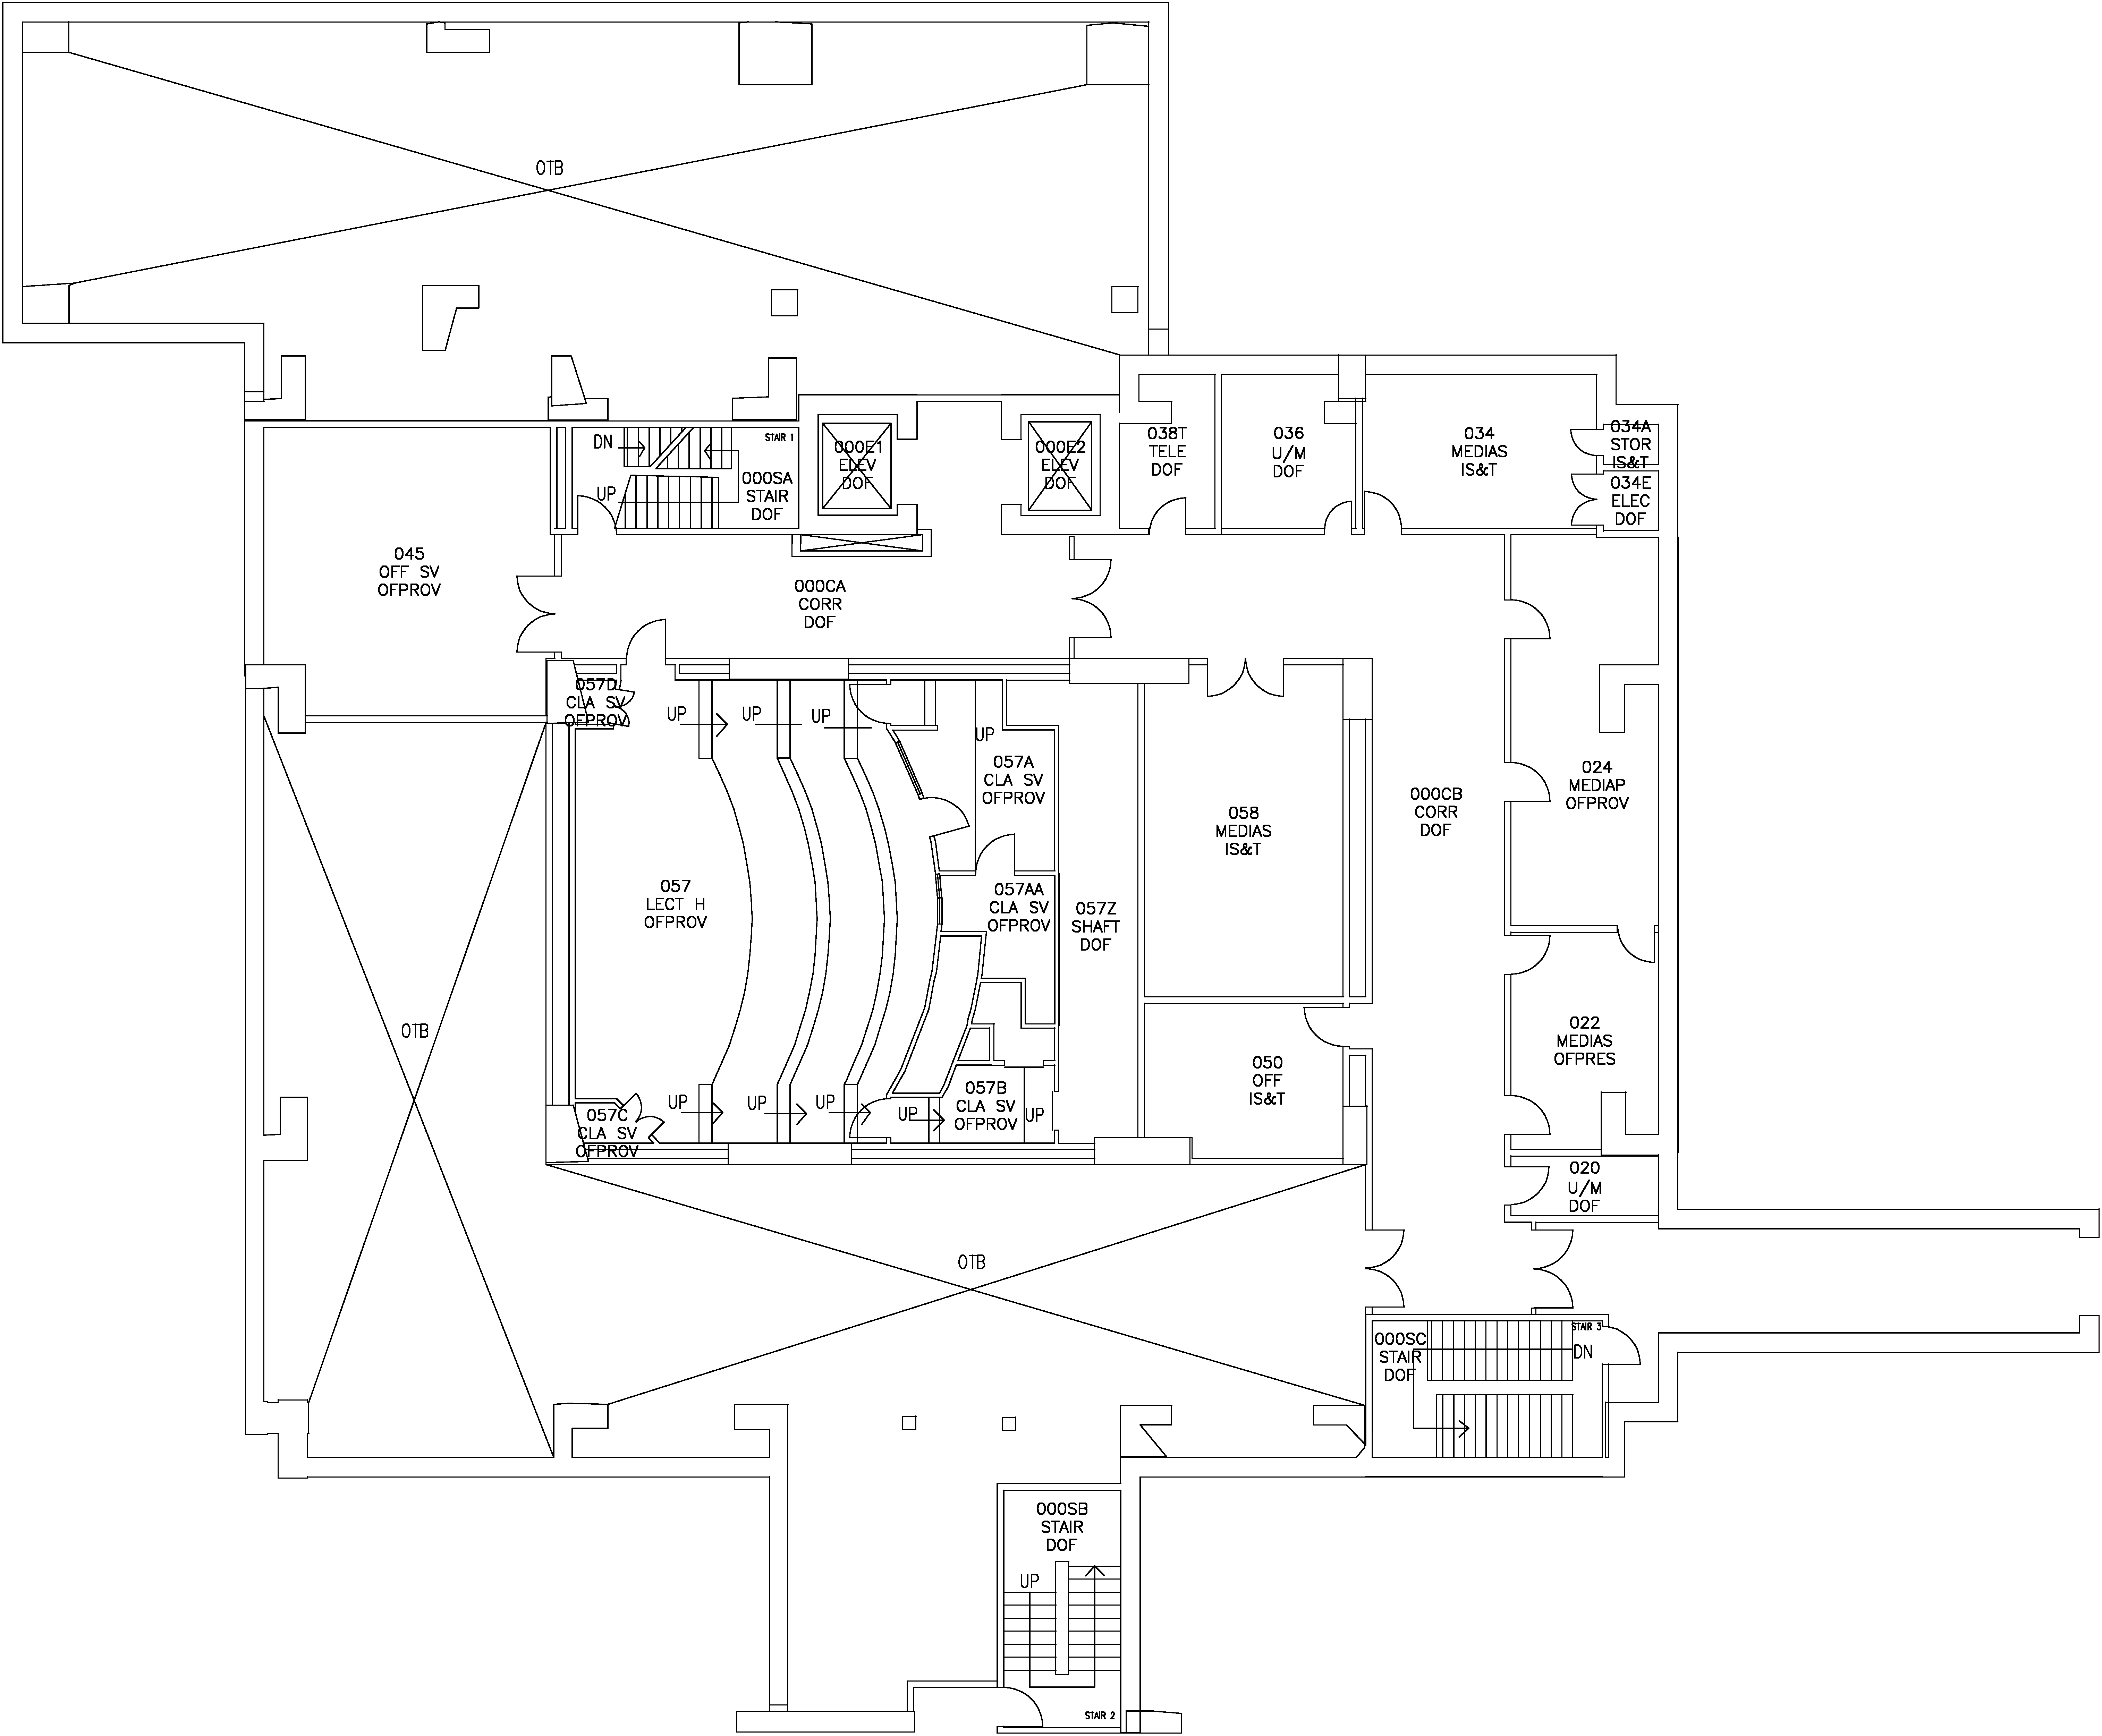 OTB
DN
STAIR 1
UP
000SA
STAIR
DOF
000E1
ELEV
DOF
000E2
ELEV
DOF
038T
TELE
DOF
036
U/M
DOF
034
MEDIAS
IS&T
034A
STOR
IS&T
034E
ELEC
DOF
045
OFF SV
OFPROV
000CA
CORR
DOF
057D
CLA SV
OFPROV
UP
UP
UP
UP
057A
CLA SV
OFPROV
024
MEDIAP
OFPROV
000CB
CORR
DOF
058
MEDIAS
IS&T
057
LECT H
OFPROV
057AA
CLA SV
OFPROV
057Z
SHAFT
DOF
OTB
022
MEDIAS
OFPRES
050
OFF
IS&T
057B
CLA SV
OFPROV
UP
UP
UP
UP
UP
057C
CLA SV
OFPROV
020
U/M
DOF
OTB
000SC
STAIR
DOF
STAIR 3
DN
000SB
STAIR
DOF
UP
STAIR 2